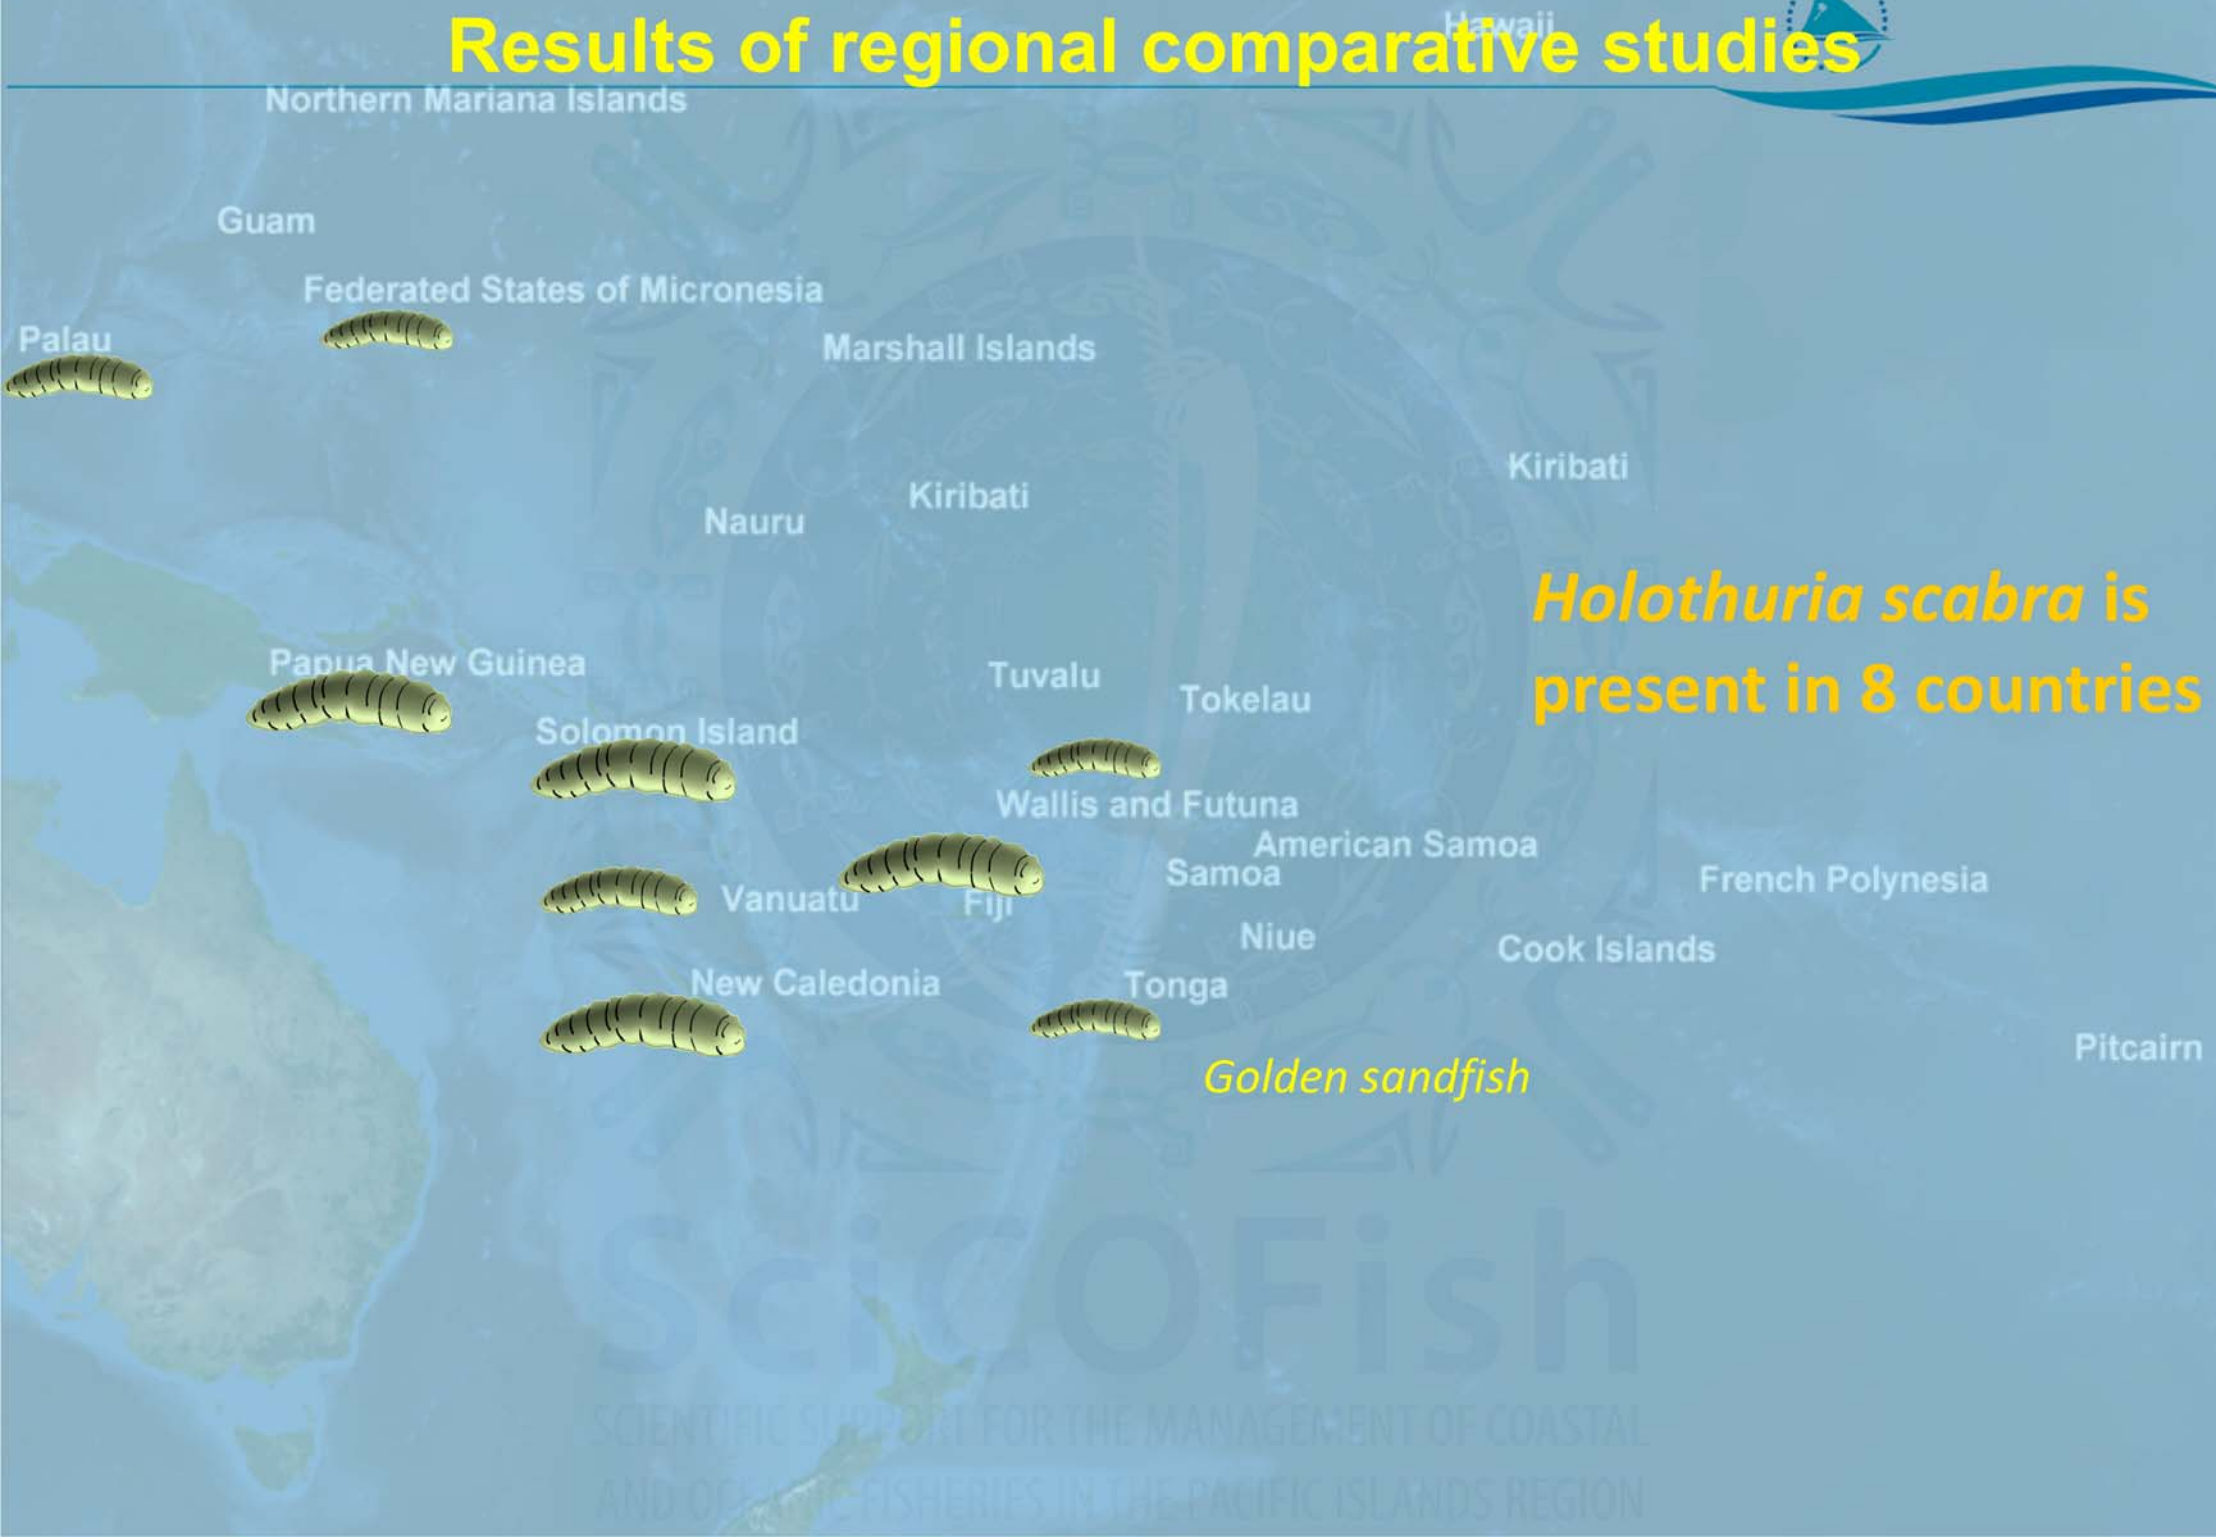 Results of regional comparative studies
Hawaii
Northern Mariana Islands
Guam
Federated States of Micronesia
Palau
Marshall Islands
Kiribati
Kiribati
Nauru
Holothuria scabra is
present in 8 countries
Papua New Guinea
Tuvalu
Tokelau
Solomon Island
Wallis and Futuna
American Samoa
Samoa
French Polynesia
Vanuatu
Fiji
Niue
Cook Islands
New Caledonia
Tonga
Pitcairn
Golden sandfish
SciCOFish
SCIENTIFIC SUPPORT FOR THE MANAGEMENT OF COASTAL
AND OCEANIC FISHERIES IN THE PACIFIC ISLANDS REGION